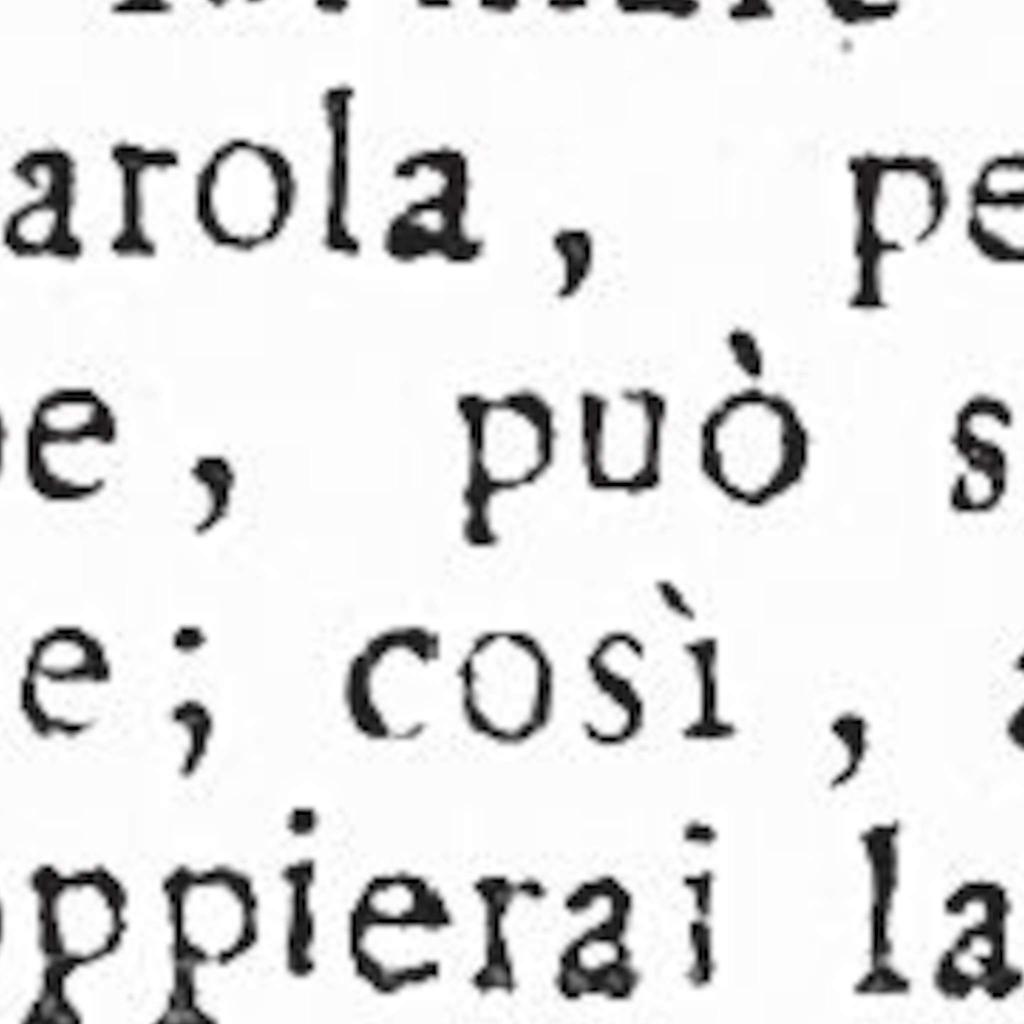 arola, pe
e, può s
e; così,
ppierai la